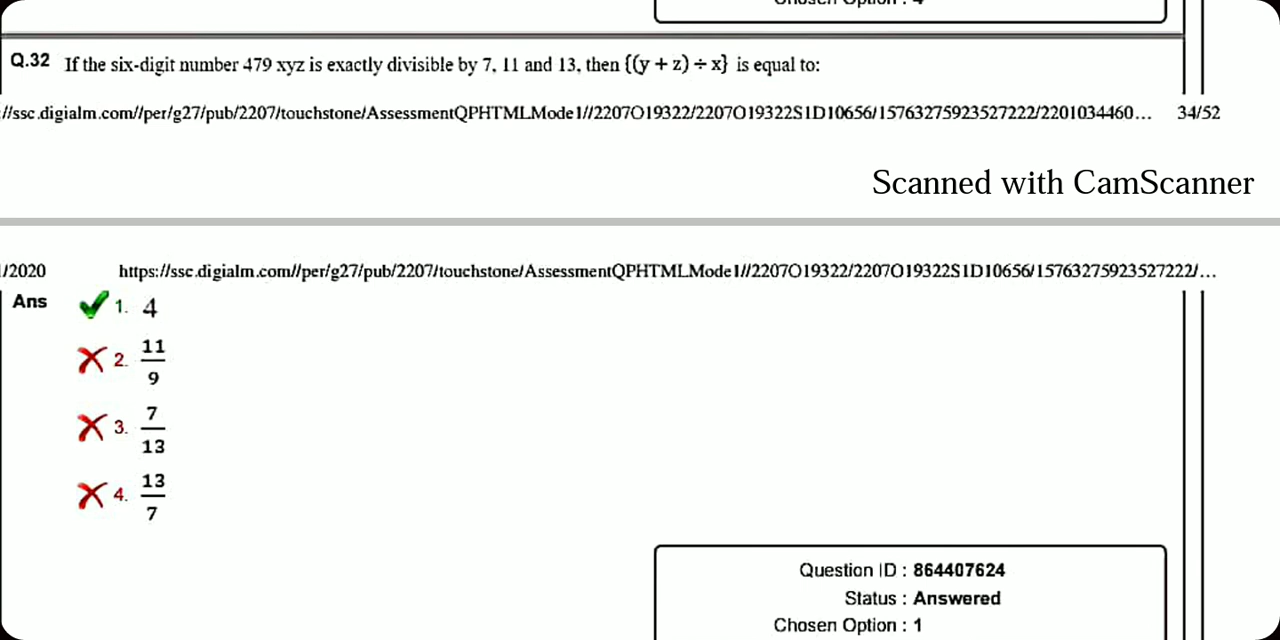 Chosen Option : 4
Q.32 If the six-digit number 479 xyz is exactly divisible by 7, 11 and 13, then {(y + z) ÷ x} is equal to:
://ssc.digialm.com//per/g27/pub/2207/touchstone/AssessmentQPHTMLMode1//2207O19322/2207O19322S1D10656/15763275923527222/2201034460... 34/52
Scanned with CamScanner
/2020 https://ssc.digialm.com//per/g27/pub/2207/touchstone/AssessmentQPHTMLMode1//2207O19322/2207O19322S1D10656/15763275923527222/...
Ans 1. 4
2. 11/9
3. 7/13
4. 13/7
Question ID : 864407624
Status : Answered
Chosen Option : 1